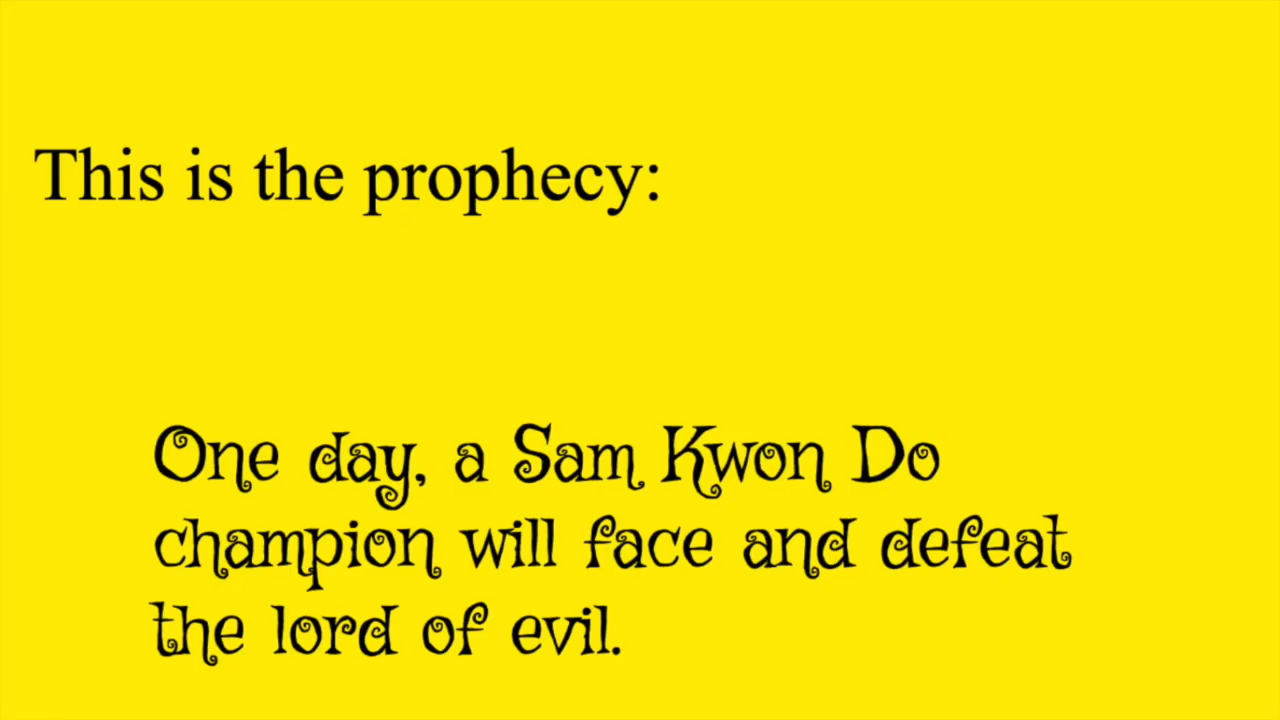 This is the prophecy:
One day, a Sam Kwon Do
champion will face and defeat
the lord of evil.